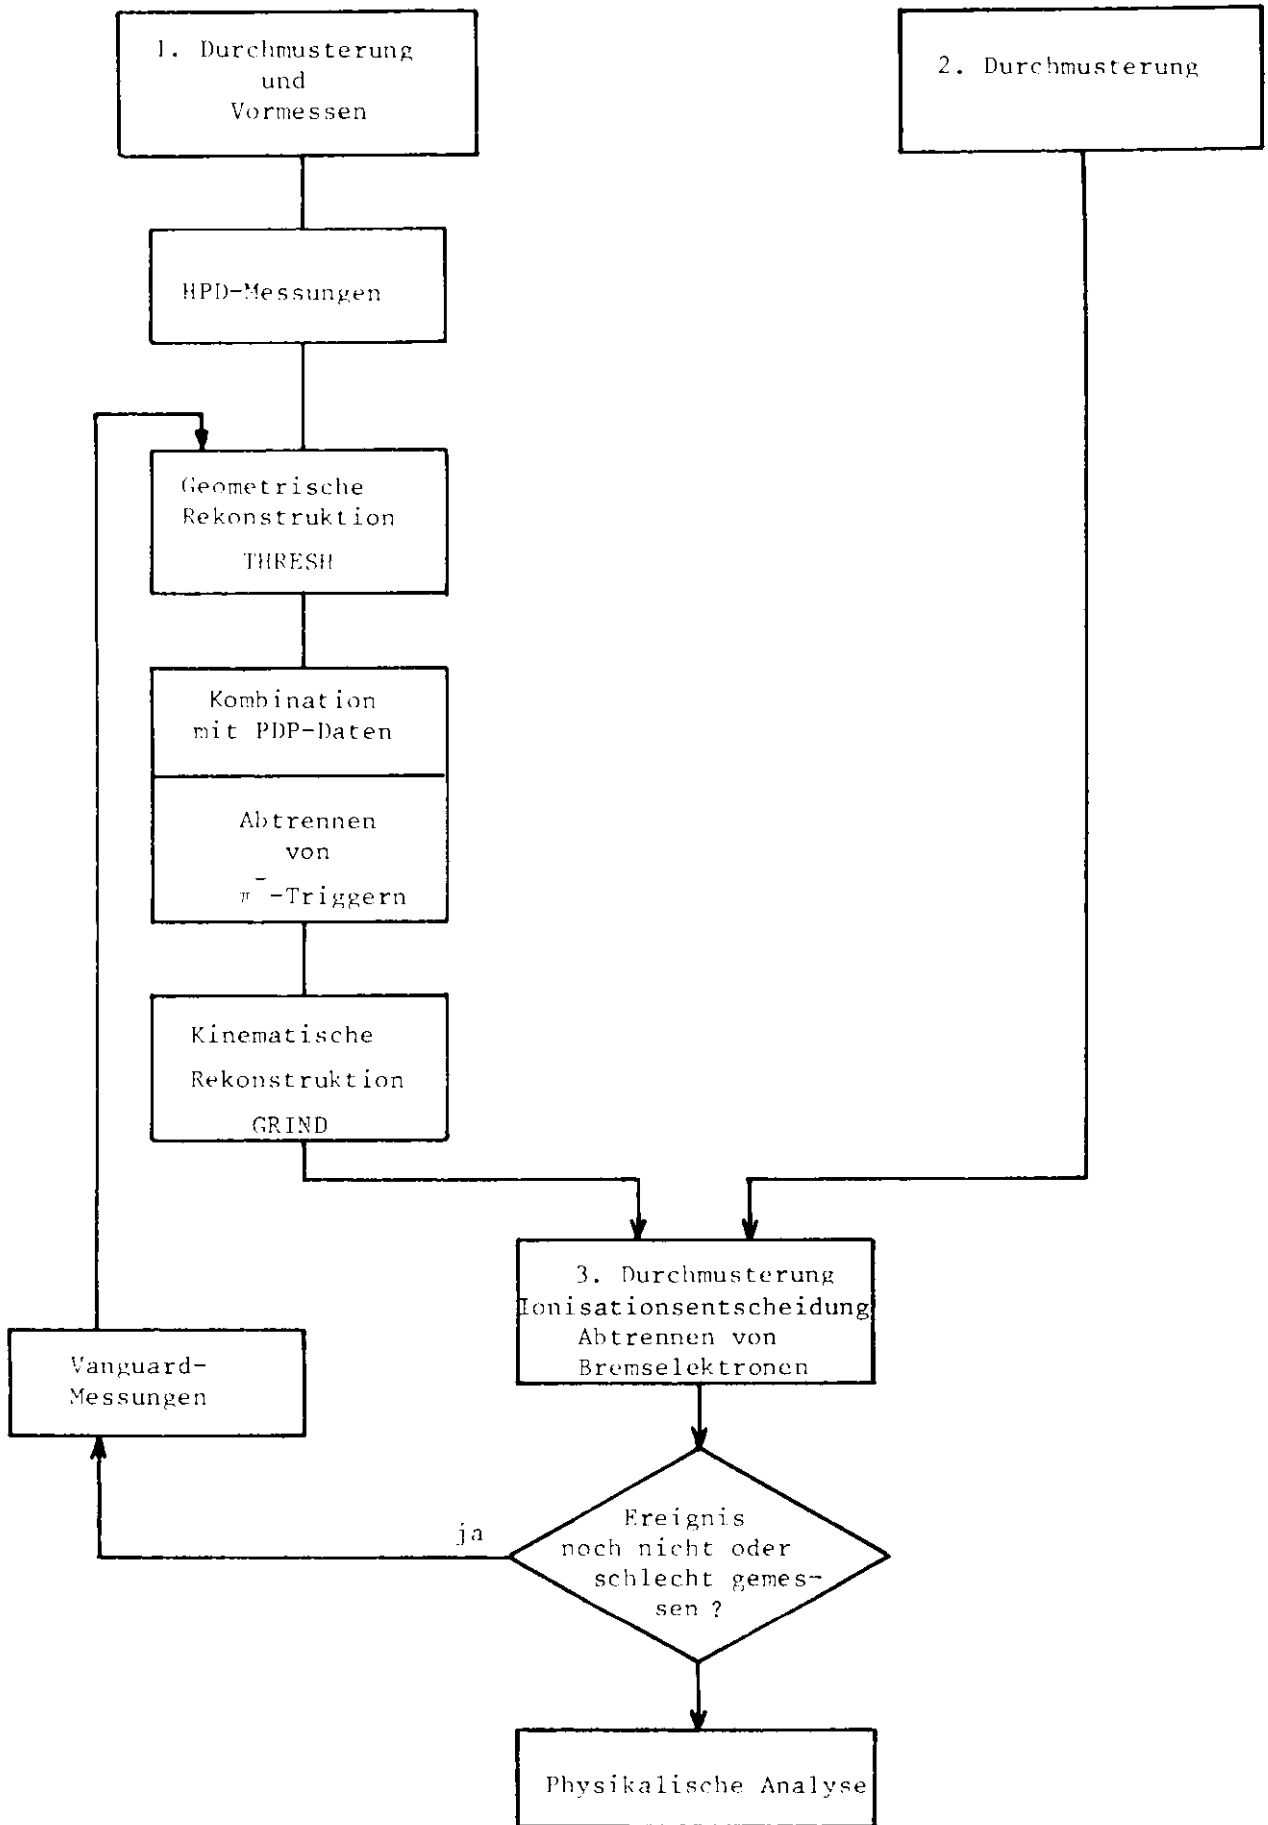 1. Durchmusterung
und
Vormessen
2. Durchmusterung
HPD-Messungen
Geometrische
Rekonstruktion
THRESH
Kombination
mit PDP-Daten
Abtrennen
von
π⁻-Triggern
Kinematische
Rekonstruktion
GRIND
3. Durchmusterung
Ionisationsentscheidung
Abtrennen von
Bremselektronen
Vanguard-
Messungen
ja
Ereignis
noch nicht oder
schlecht gemes-
sen ?
Physikalische Analyse